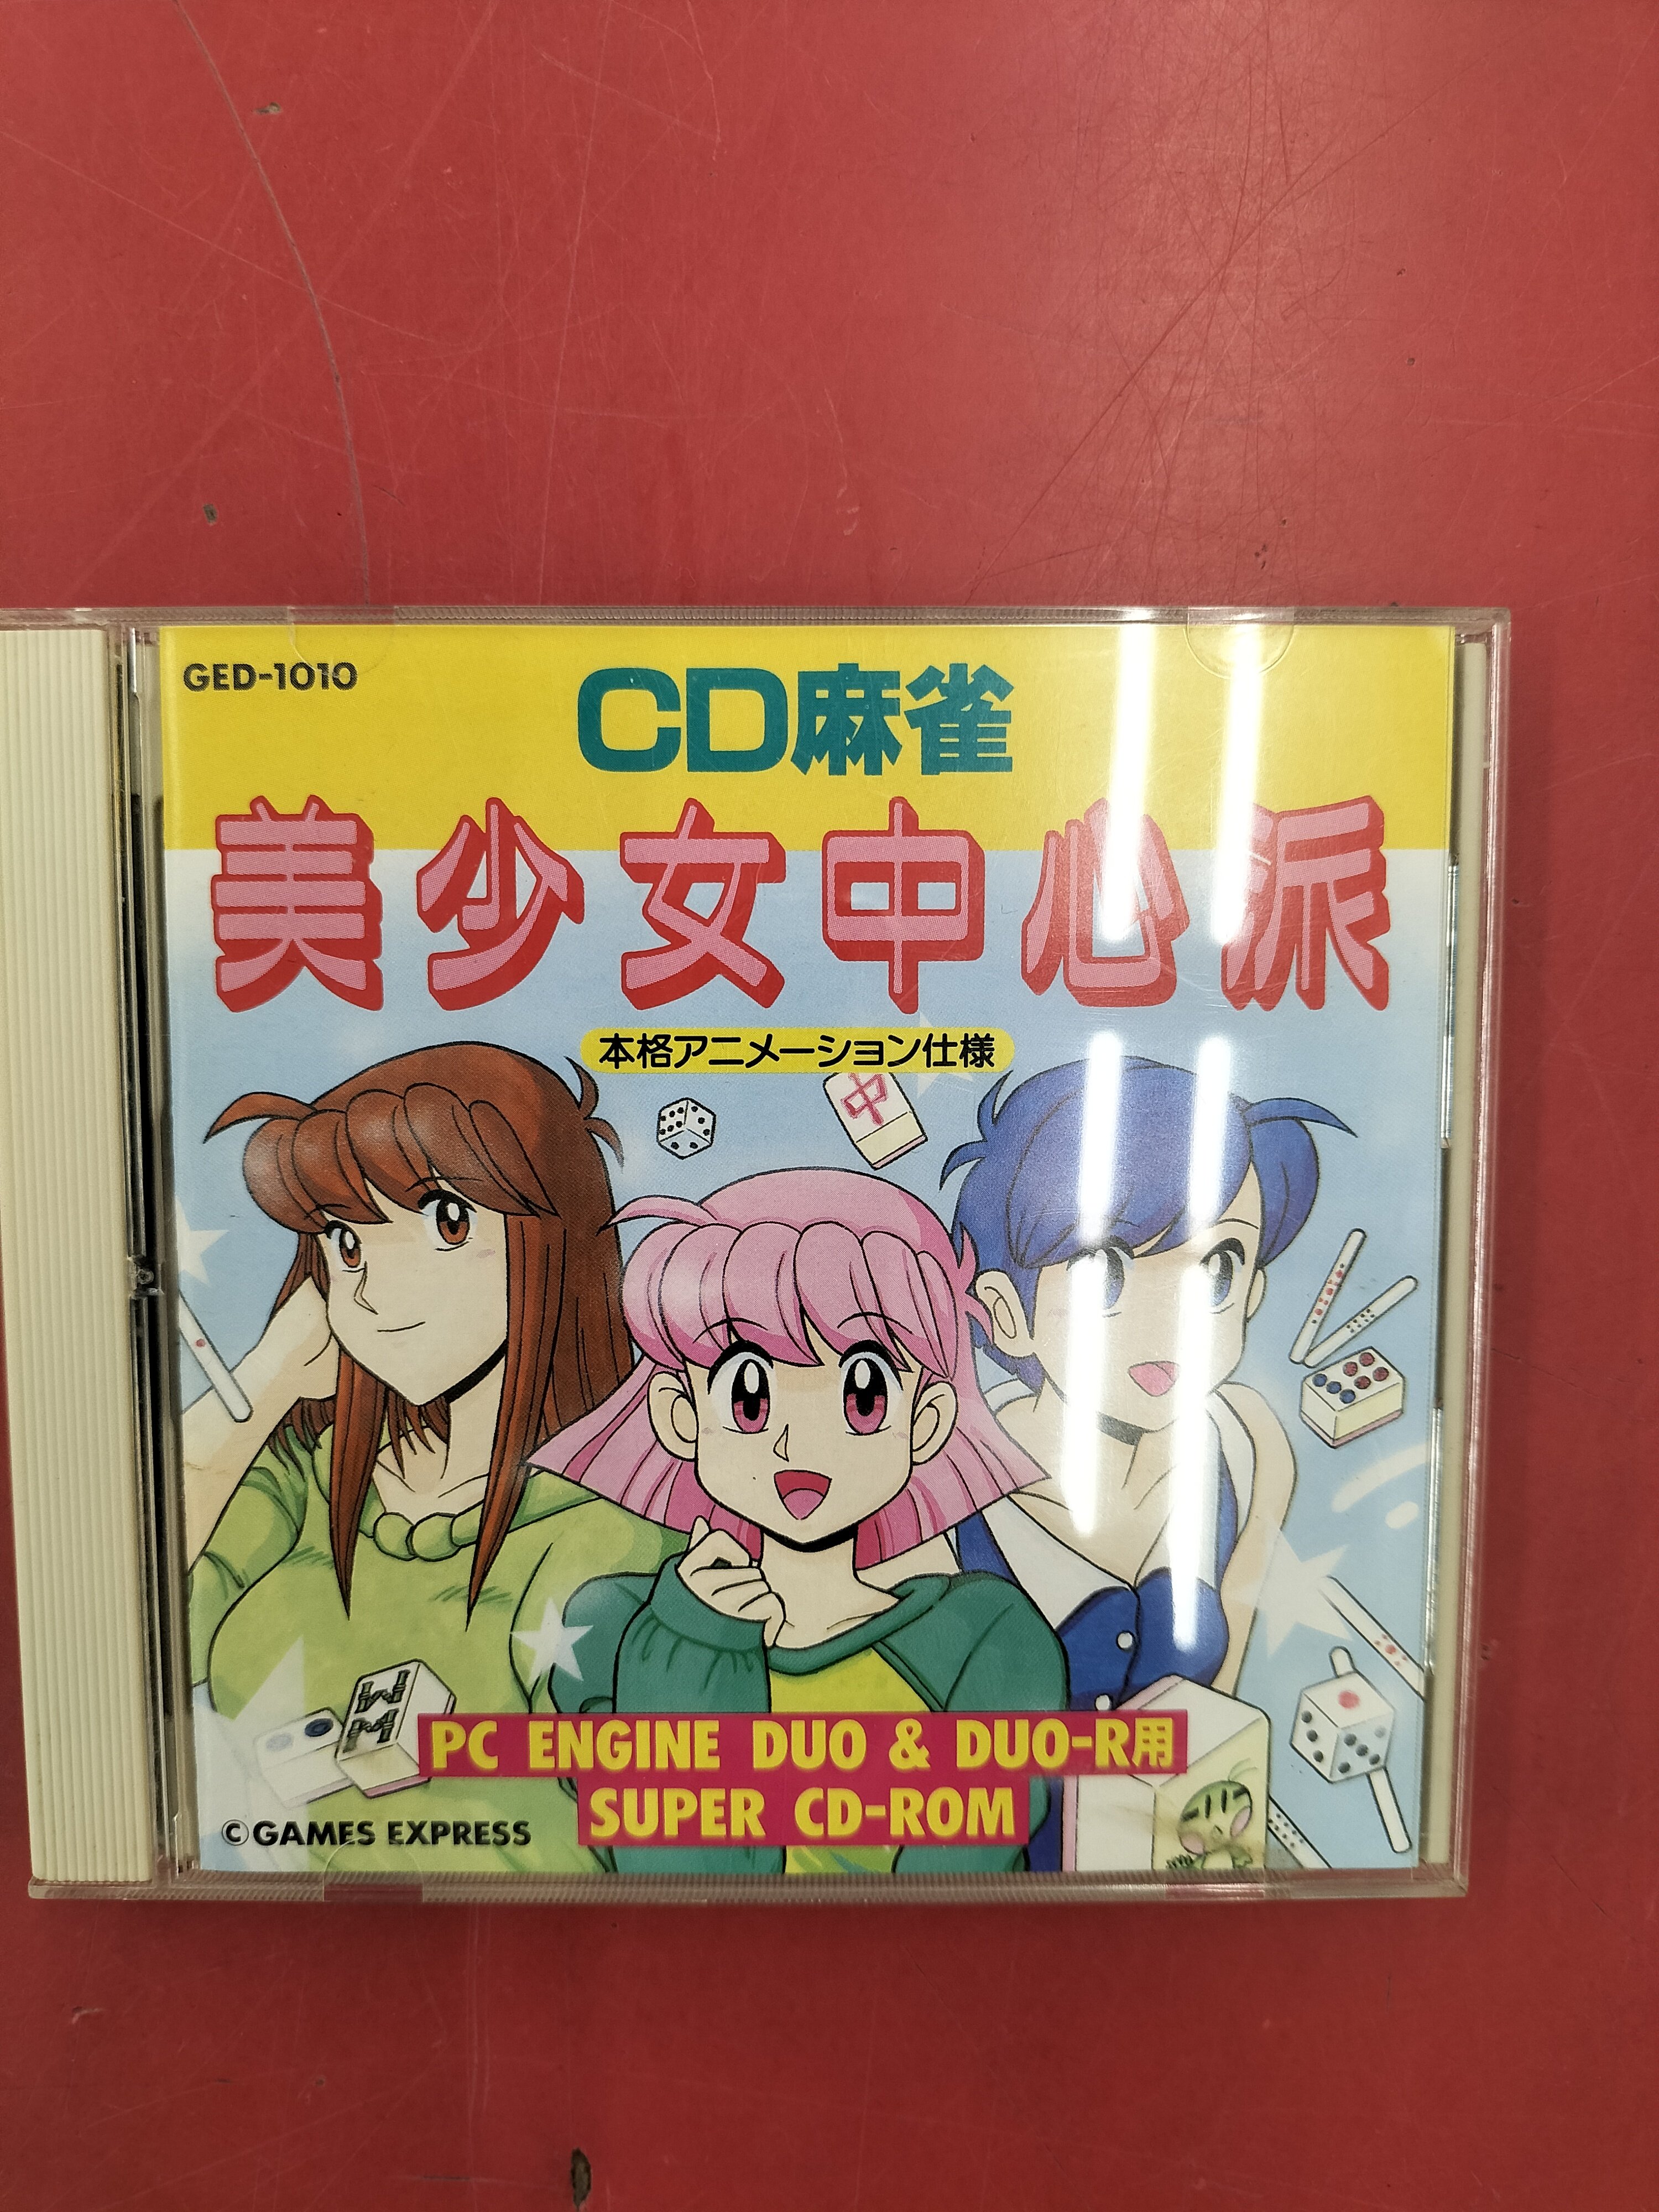 GED-1010
CD麻雀
美少女中心派
本格アニメーション仕様
中
PC ENGINE DUO & DUO-R用
SUPER CD-ROM
©GAMES EXPRESS